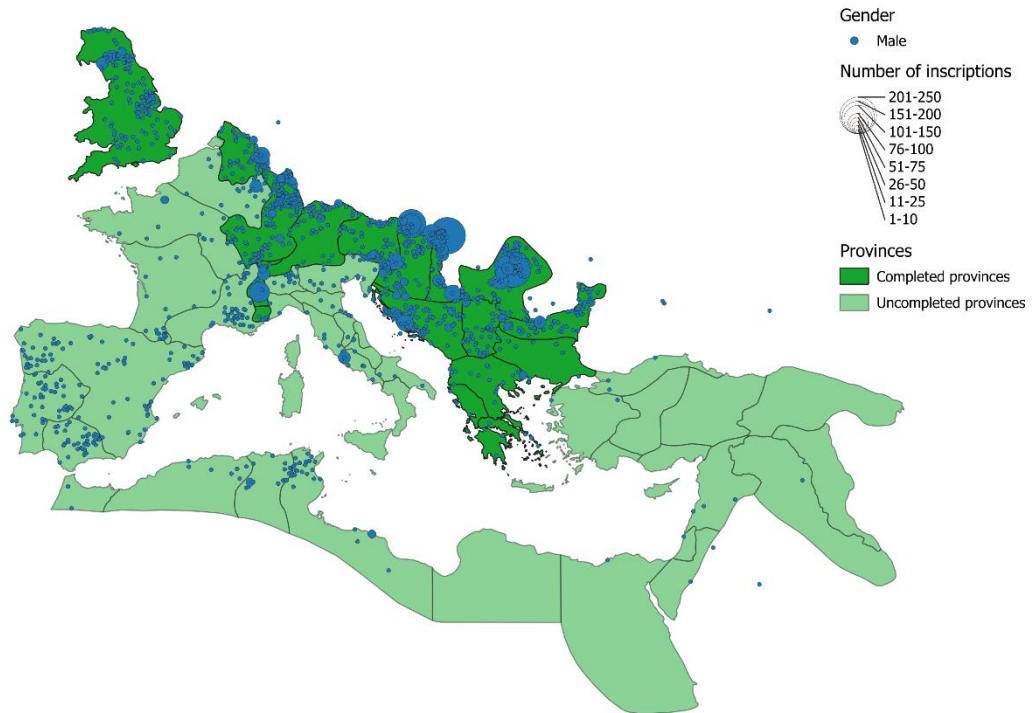 Gender
Male
Number of inscriptions
201-250
151-200
101-150
76-100
51-75
26-50
11-25
1-10
Provinces
Completed provinces
Uncompleted provinces